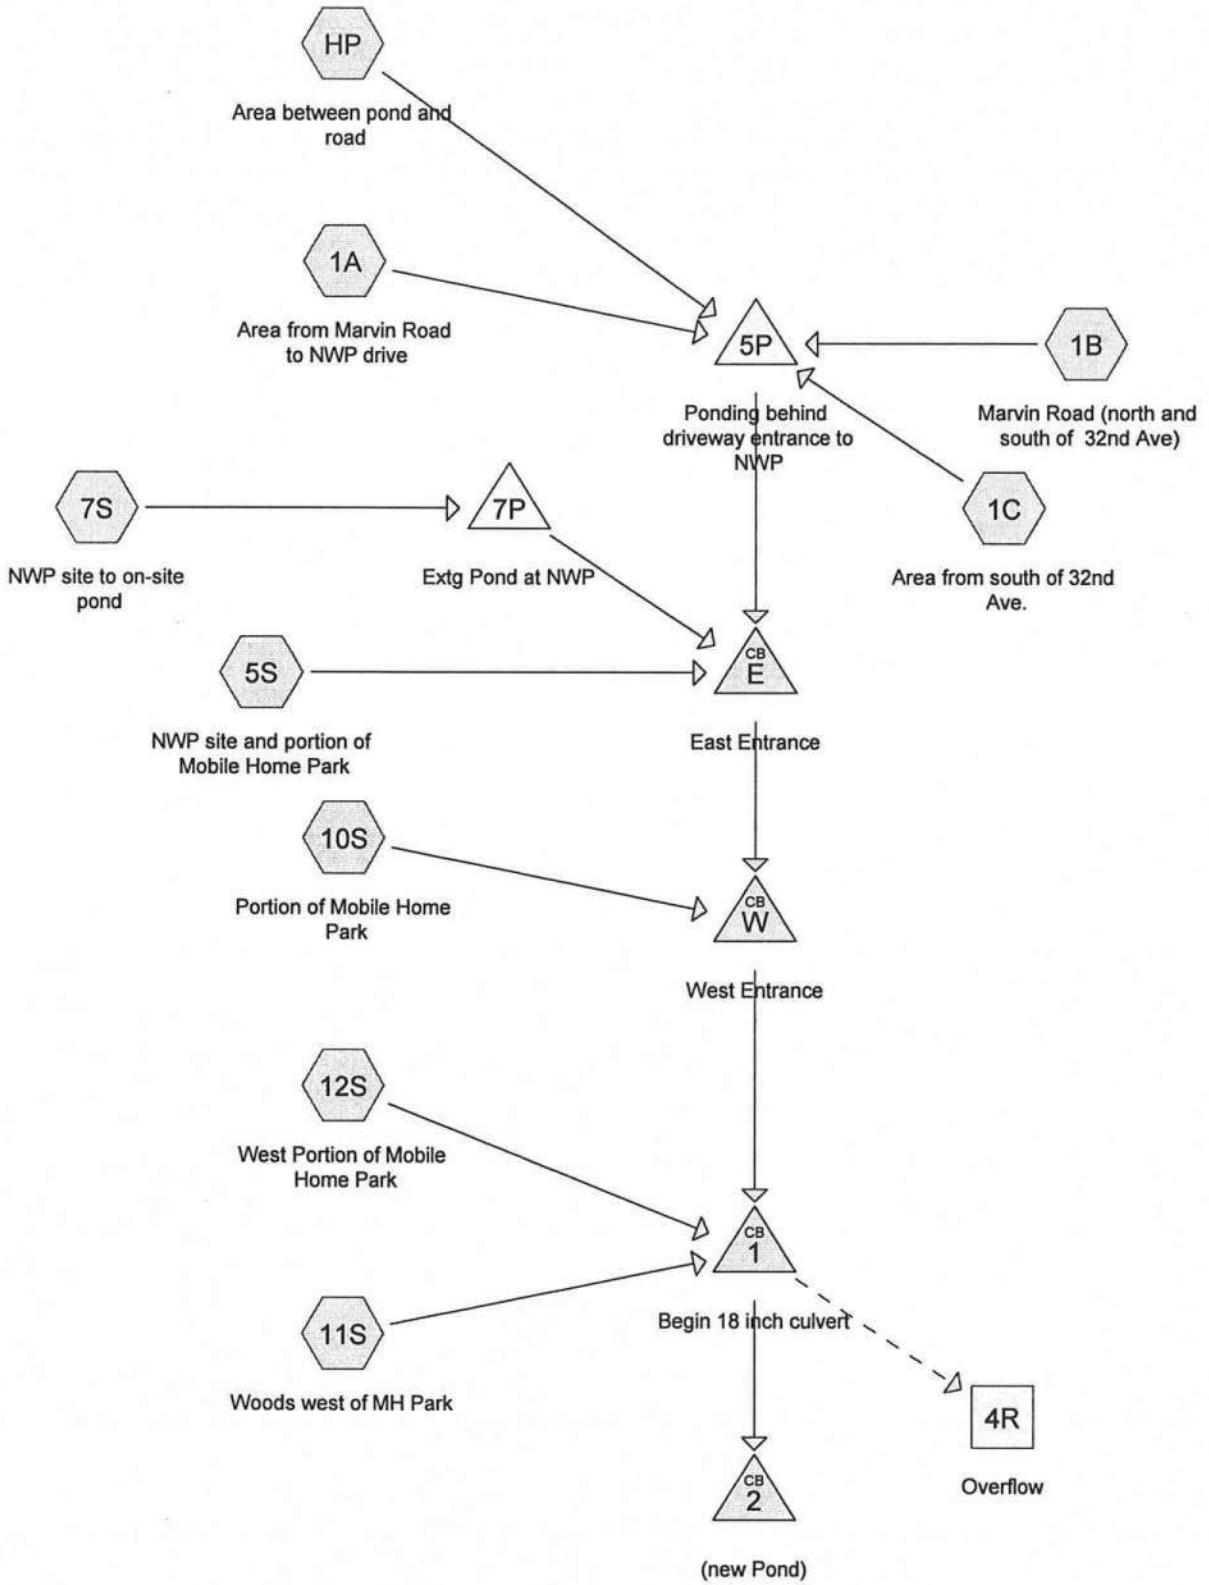 HP
Area between pond and
road
1A
Area from Marvin Road
to NWP drive
5P
Ponding behind
driveway entrance to
NWP
1B
Marvin Road (north and
south of 32nd Ave)
1C
Area from south of 32nd
Ave.
7S
NWP site to on-site
pond
7P
Extg Pond at NWP
5S
NWP site and portion of
Mobile Home Park
CB
E
East Entrance
10S
Portion of Mobile Home
Park
CB
W
West Entrance
12S
West Portion of Mobile
Home Park
CB
1
Begin 18 inch culvert
11S
Woods west of MH Park
4R
Overflow
CB
2
(new Pond)